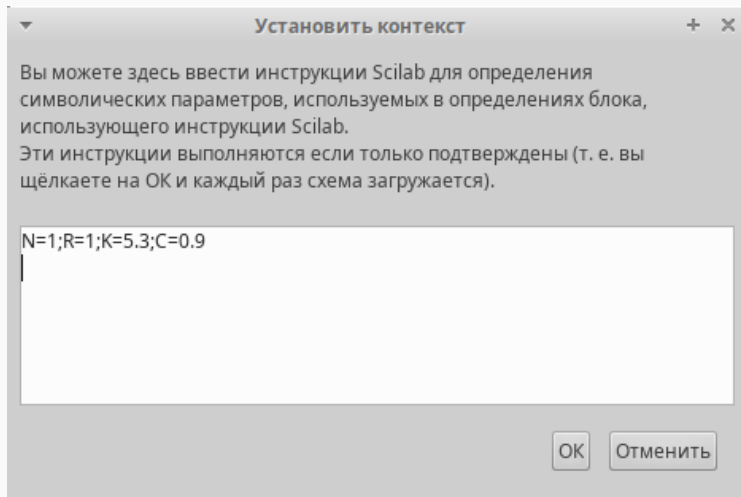 Установить контекст
Вы можете здесь ввести инструкции Scilab для определения
символических параметров, используемых в определениях блока,
использующего инструкции Scilab.
Эти инструкции выполняются если только подтверждены (т. е. вы
щёлкаете на ОК и каждый раз схема загружается).
N=1;R=1;K=5.3;C=0.9
ОК Отменить